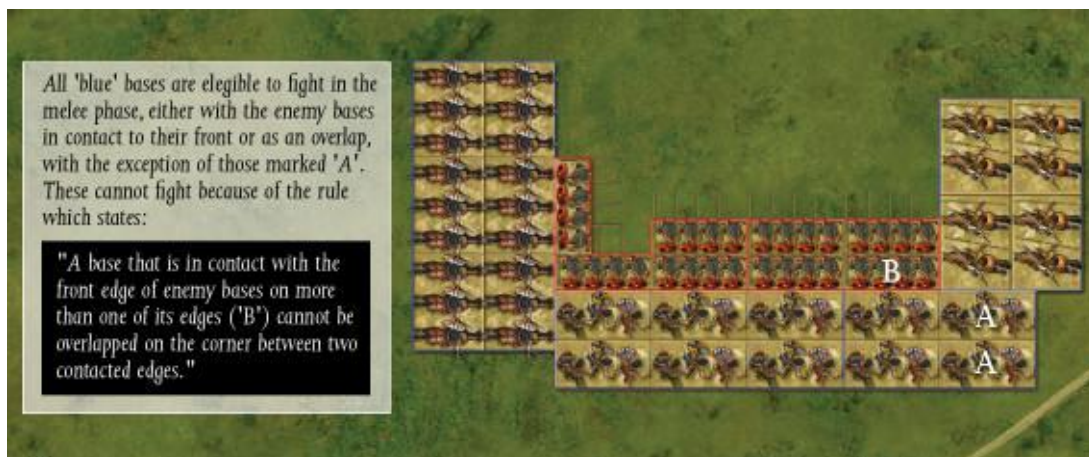 All 'blue' bases are elegible to fight in the
melee phase, either with the enemy bases
in contact to their front or as an overlap,
with the exception of those marked 'A'.
These cannot fight because of the rule
which states:
"A base that is in contact with the
front edge of enemy bases on more
than one of its edges ('B') cannot be
overlapped on the corner between two
contacted edges."
B
A
A